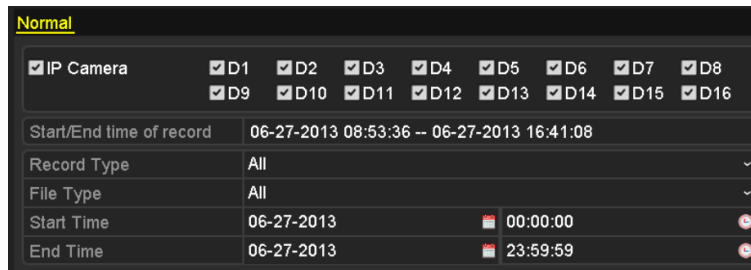 Normal
IP Camera D1 D2 D3 D4 D5 D6 D7 D8
D9 D10 D11 D12 D13 D14 D15 D16
Start/End time of record 06-27-2013 08:53:36 -- 06-27-2013 16:41:08
Record Type All
File Type All
Start Time 06-27-2013 00:00:00
End Time 06-27-2013 23:59:59